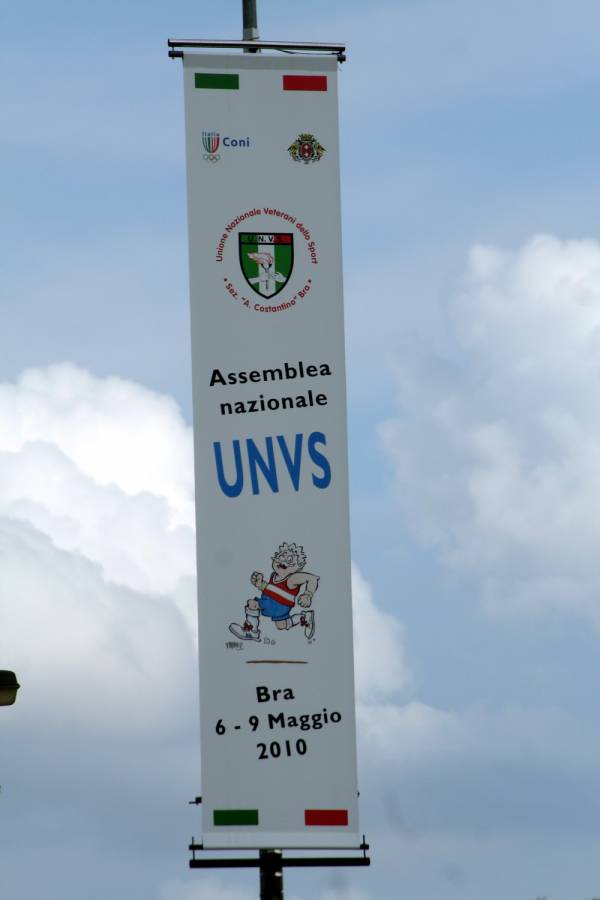 Italia
Coni
Unione Nazionale Veterani dello Sport
U.N.V.S.
Sez. "A. Costantino" Bra
Assemblea
nazionale
UNVS
Bra
6 - 9 Maggio
2010